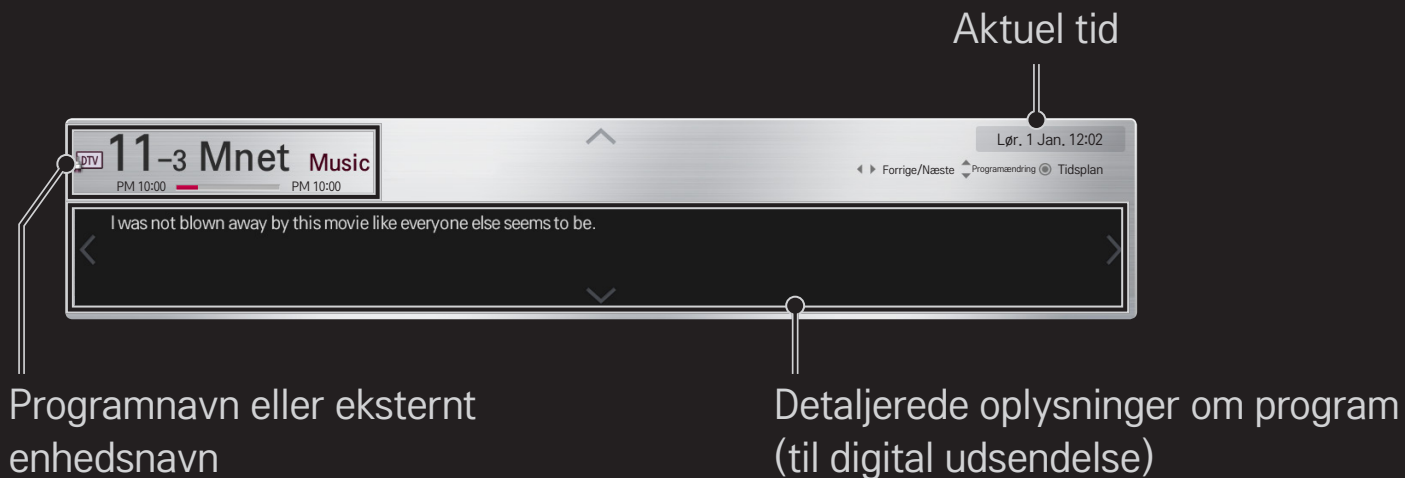 Aktuel tid
DTV 11-3 Mnet Music
PM 10:00 PM 10:00
Lør. 1 Jan. 12:02
Forrige/Næste Programændring Tidsplan
I was not blown away by this movie like everyone else seems to be.
Programnavn eller eksternt
enhedsnavn
Detaljerede oplysninger om program
(til digital udsendelse)